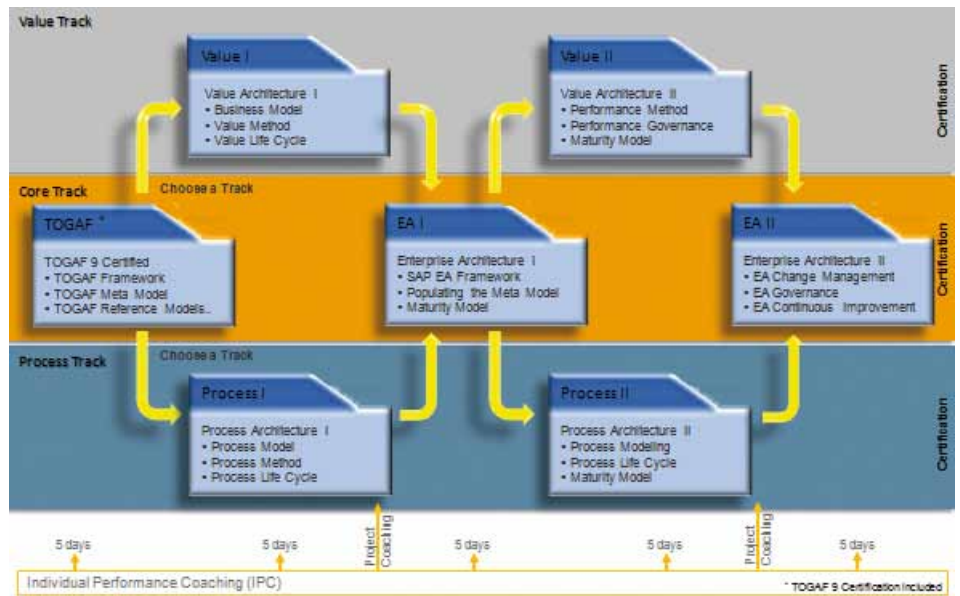 Value Track
Value I
Value Architecture I
• Business Model
• Value Method
• Value Life Cycle
Value II
Value Architecture II
• Performance Method
• Performance Governance
• Maturity Model
Certification
Core Track
Choose a Track
TOGAF *
TOGAF 9 Certified
• TOGAF Framework
• TOGAF Meta Model
• TOGAF Reference Models..
EA I
Enterprise Architecture I
• SAP EA Framework
• Populating the Meta Model
• Maturity Model
EA II
Enterprise Architecture II
• EA Change Management
• EA Governance
• EA Continuous Improvement
Certification
Process Track
Choose a Track
Process I
Process Architecture I
• Process Model
• Process Method
• Process Life Cycle
Process II
Process Architecture II
• Process Modelling
• Process Life Cycle
• Maturity Model
Certification
5 days
5 days
Project
Coaching
5 days
5 days
Project
Coaching
5 days
Individual Performance Coaching (IPC)
* TOGAF 9 Certification Included